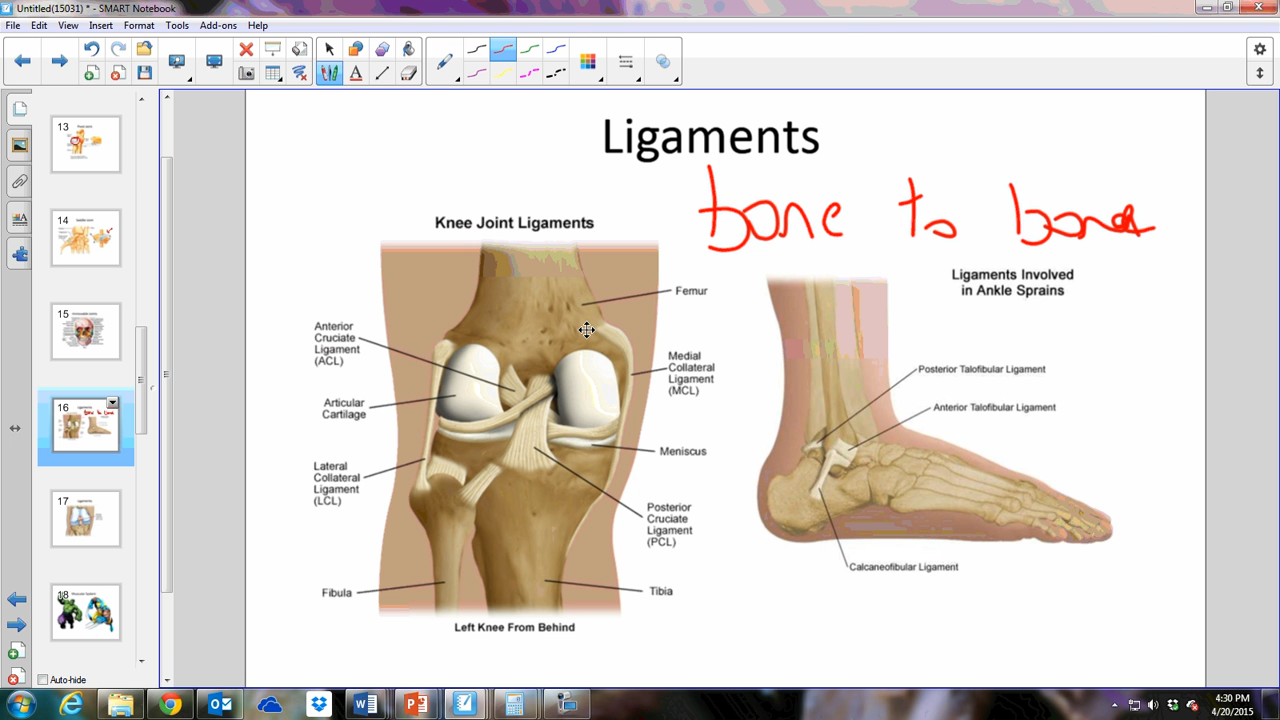 Untitled(15031) * - SMART Notebook
File Edit View Insert Format Tools Add-ons Help
13
14
15
16
17
18
Auto-hide
Ligaments
bone to bone
Knee Joint Ligaments
Femur
Anterior
Cruciate
Ligament
(ACL)
Medial
Collateral
Ligament
(MCL)
Articular
Cartilage
Meniscus
Lateral
Collateral
Ligament
(LCL)
Posterior
Cruciate
Ligament
(PCL)
Fibula
Tibia
Left Knee From Behind
Ligaments Involved
in Ankle Sprains
Posterior Talofibular Ligament
Anterior Talofibular Ligament
Calcaneofibular Ligament
4:30 PM
4/20/2015